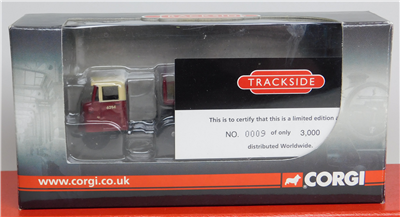 TRACKSIDE
This is to certify that this is a limited edition
NO. 0009 of only 3,000
distributed Worldwide.
www.corgi.co.uk
CORGI